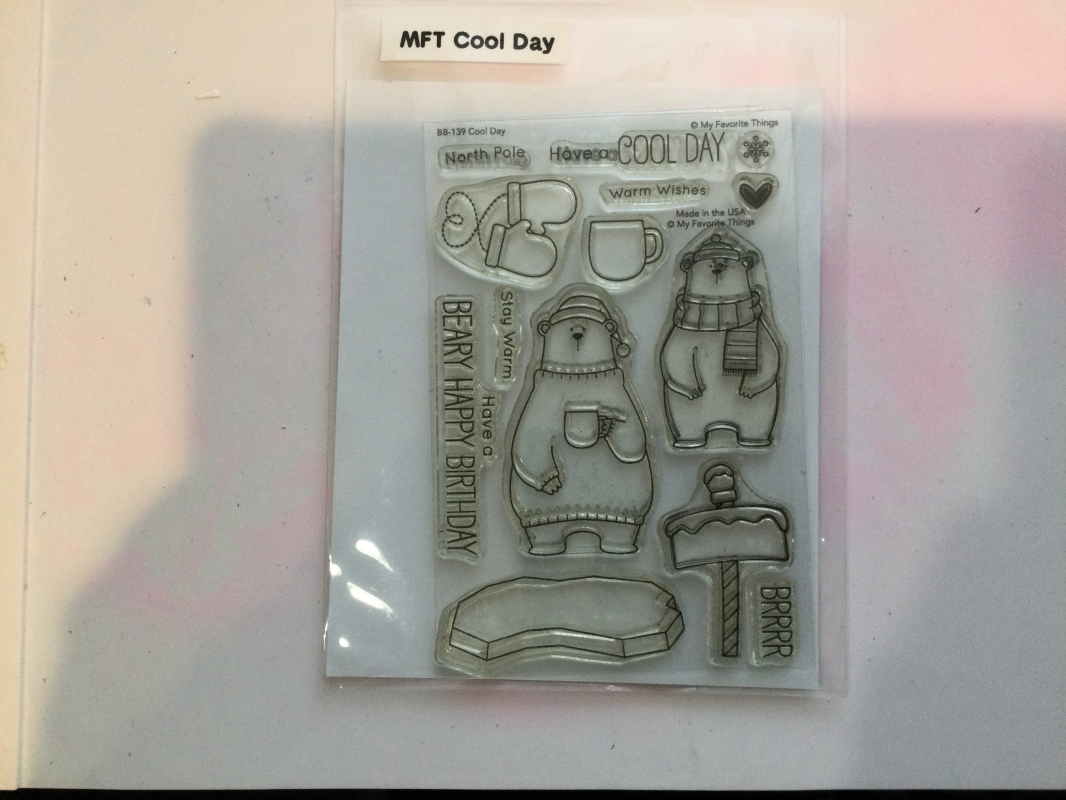 MFT Cool Day
BB-139 Cool Day
© My Favorite Things
North Pole
Have a
COOL DAY
Warm Wishes
Made in the USA
© My Favorite Things
Stay Warm
Have a
BEARY HAPPY BIRTHDAY
BRRRR